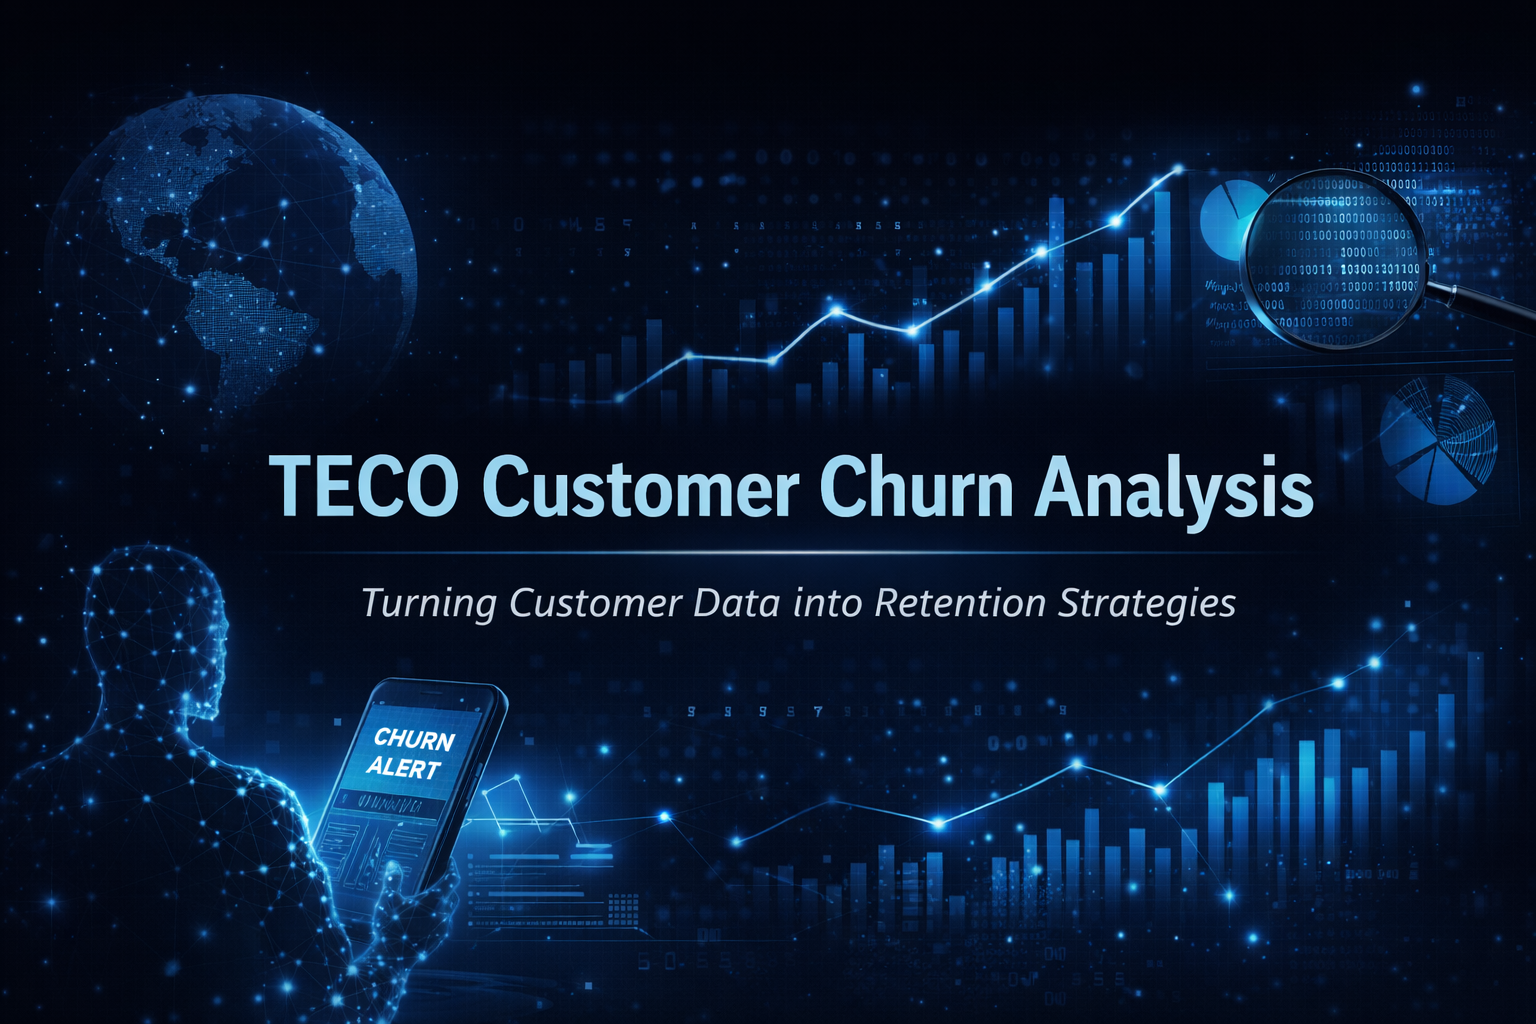 TECO Customer Churn Analysis
Turning Customer Data into Retention Strategies
CHURN
ALERT